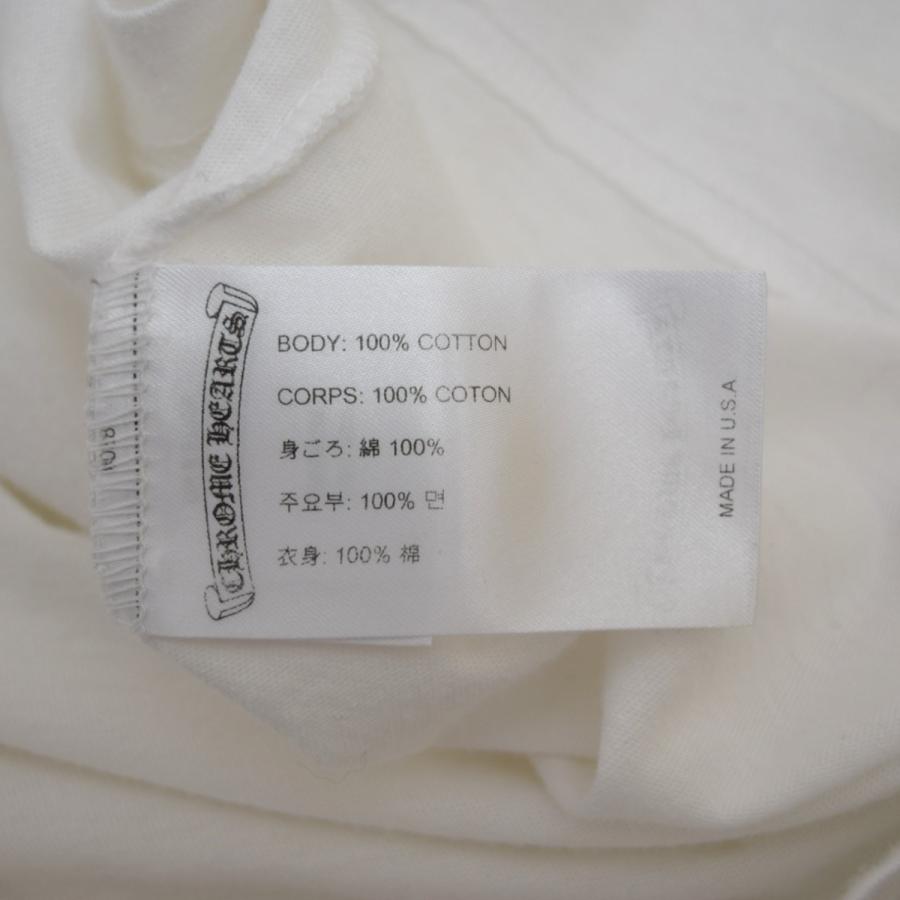 CHROME HEARTS
BODY: 100% COTTON
CORPS: 100% COTON
身ごろ: 綿 100%
주요부: 100% 면
衣身: 100% 棉
MADE IN U.S.A